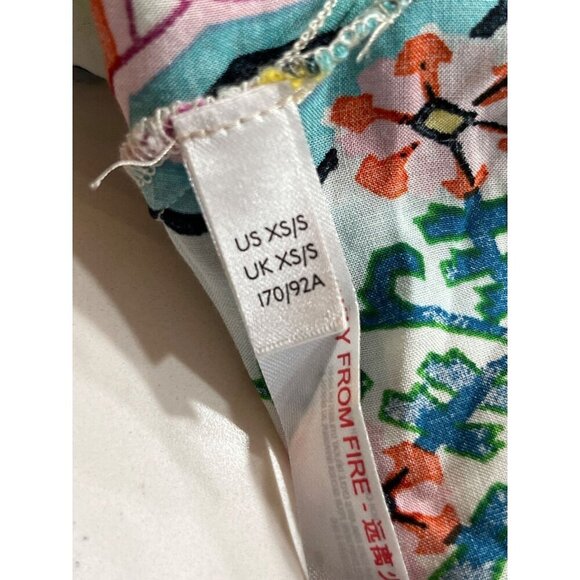 US XS/S
UK XS/S
170/92A
Y FROM FIRE - 远离